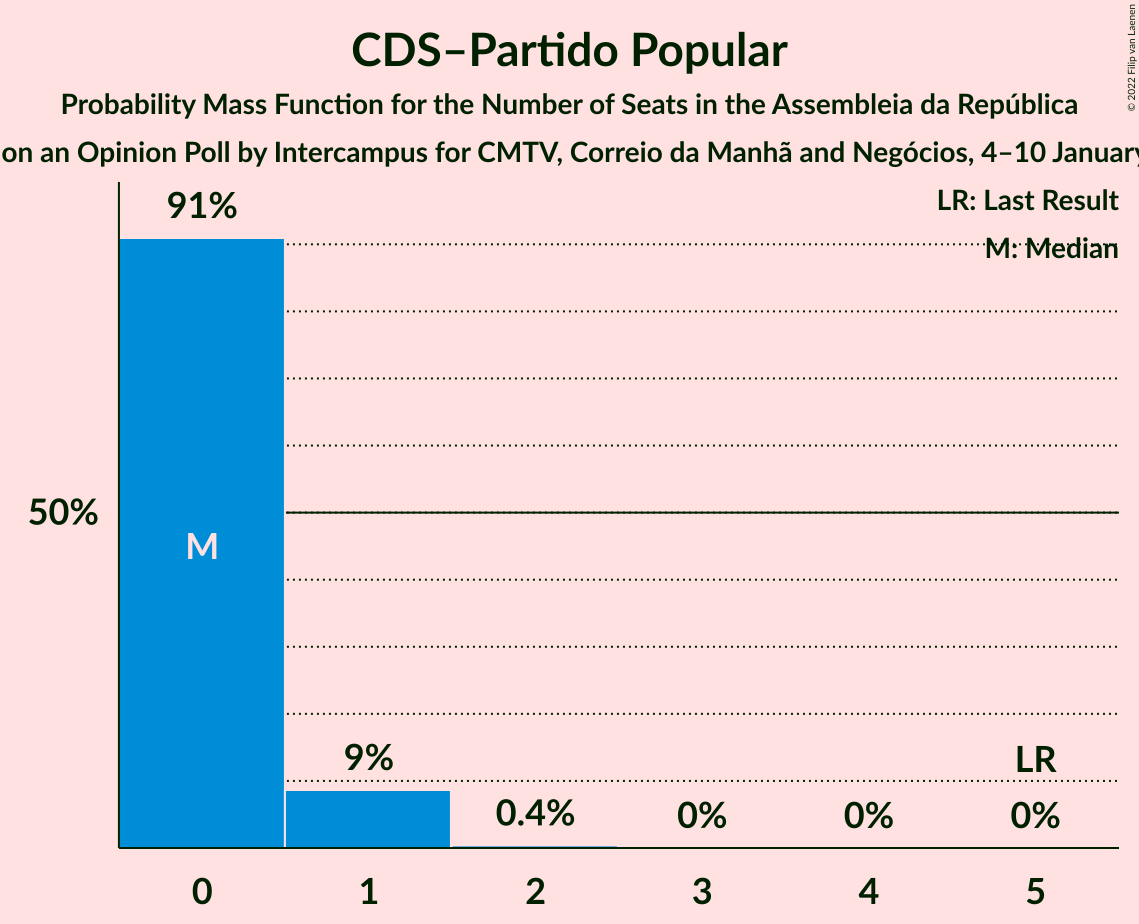 CDS–Partido Popular
Probability Mass Function for the Number of Seats in the Assembleia da República
on an Opinion Poll by Intercampus for CMTV, Correio da Manhã and Negócios, 4–10 January
© 2022 Filip van Laenen
LR: Last Result
M: Median
91%
50%
M
9%
0.4%
0%
0%
LR
0%
0 1 2 3 4 5